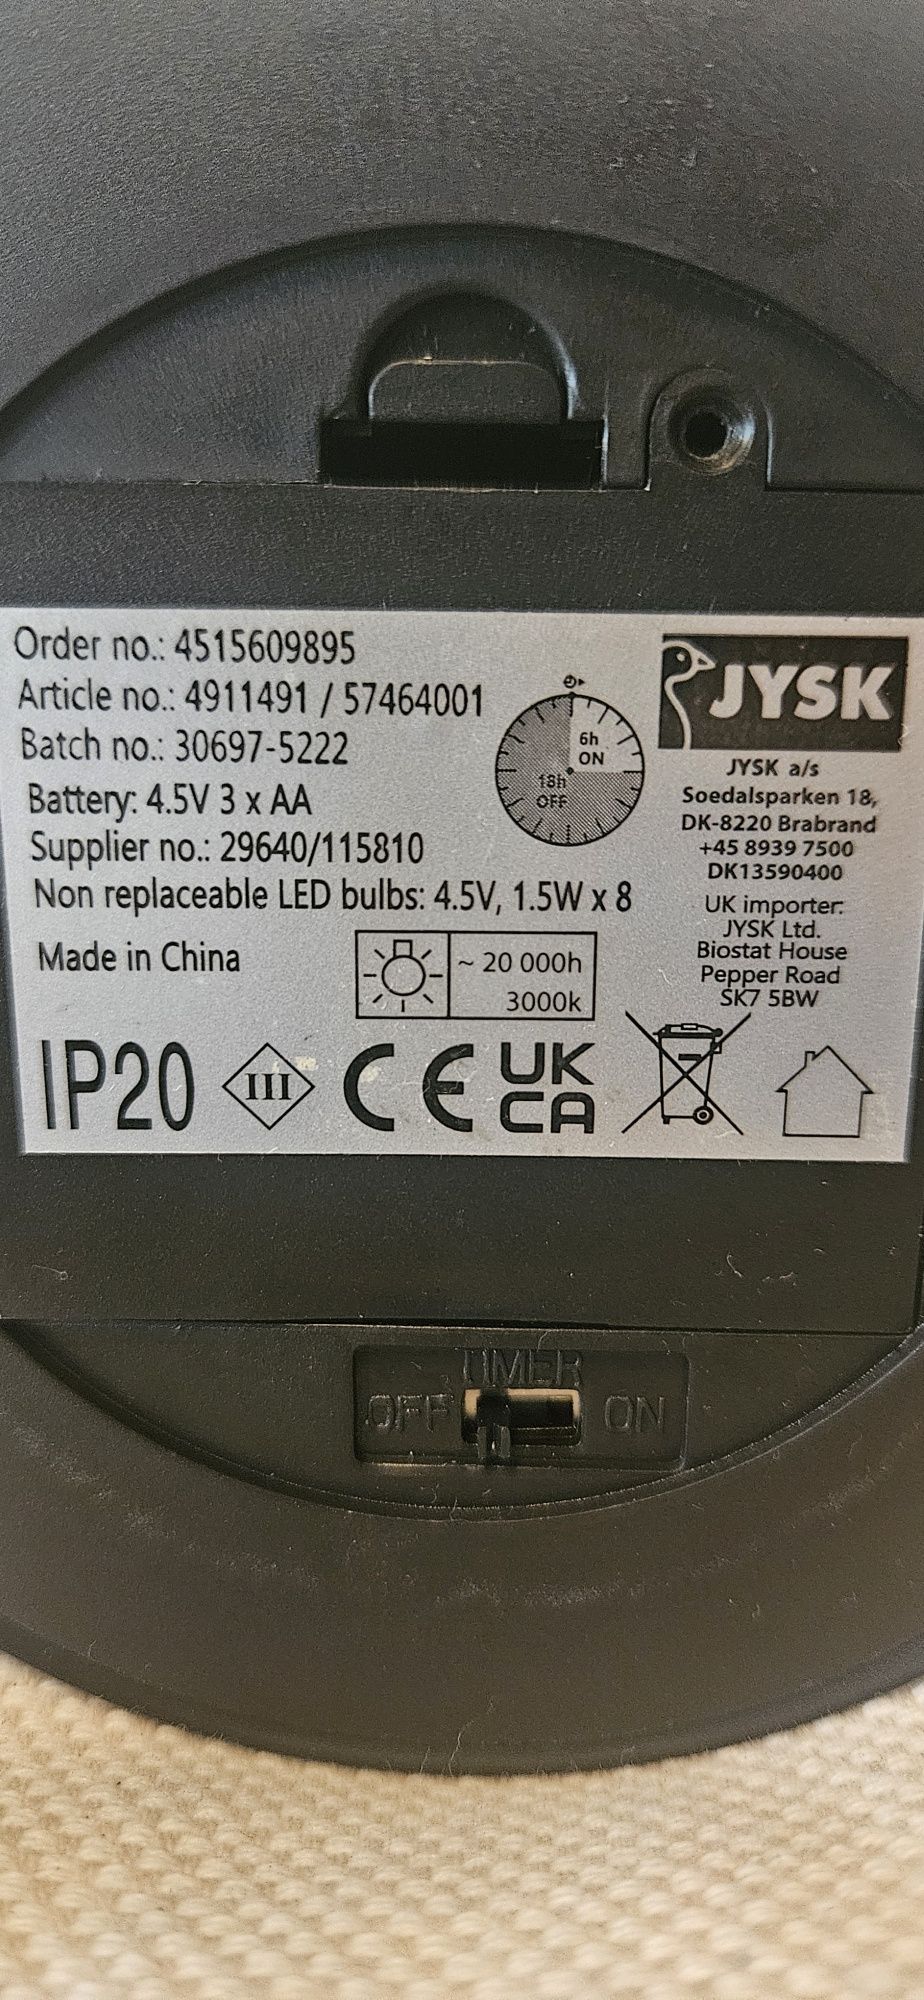 Order no.: 4515609895
Article no.: 4911491 / 57464001
Batch no.: 30697-5222
Battery: 4.5V 3 x AA
Supplier no.: 29640/115810
Non replaceable LED bulbs: 4.5V, 1.5W x 8
Made in China
~ 20 000h
3000k
6h
ON
18h
OFF
JYSK
JYSK a/s
Soedalsparken 18,
DK-8220 Brabrand
+45 8939 7500
DK13590400
UK importer:
JYSK Ltd.
Biostat House
Pepper Road
SK7 5BW
IP20
III
CE
UK
CA
TIMER
OFF ON